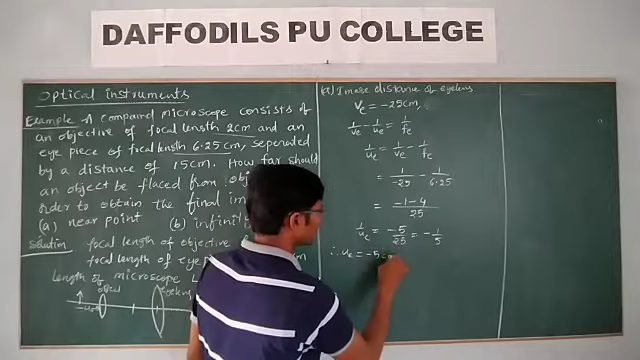 DAFFODILS PU COLLEGE
Optical instruments
Example A compound microscope consists of
an objective of focal length 2cm and an
eye piece of focal length 6.25cm, seperated
by a distance of 15cm. How far should
an object be placed from obj
order to obtain the final im
(a) near point (b) infinit
Solution focal length of objective
focal length of eye m
Length of microscope L
(a) Image distance of eyelens
Ve = -25cm,
1/Ve - 1/ue = 1/fe
1/ue = 1/Ve - 1/fe
= 1/-25 - 1/6.25
= -1-4/25
1/ue = -5/25 = -1/5
∴ ue = -5c